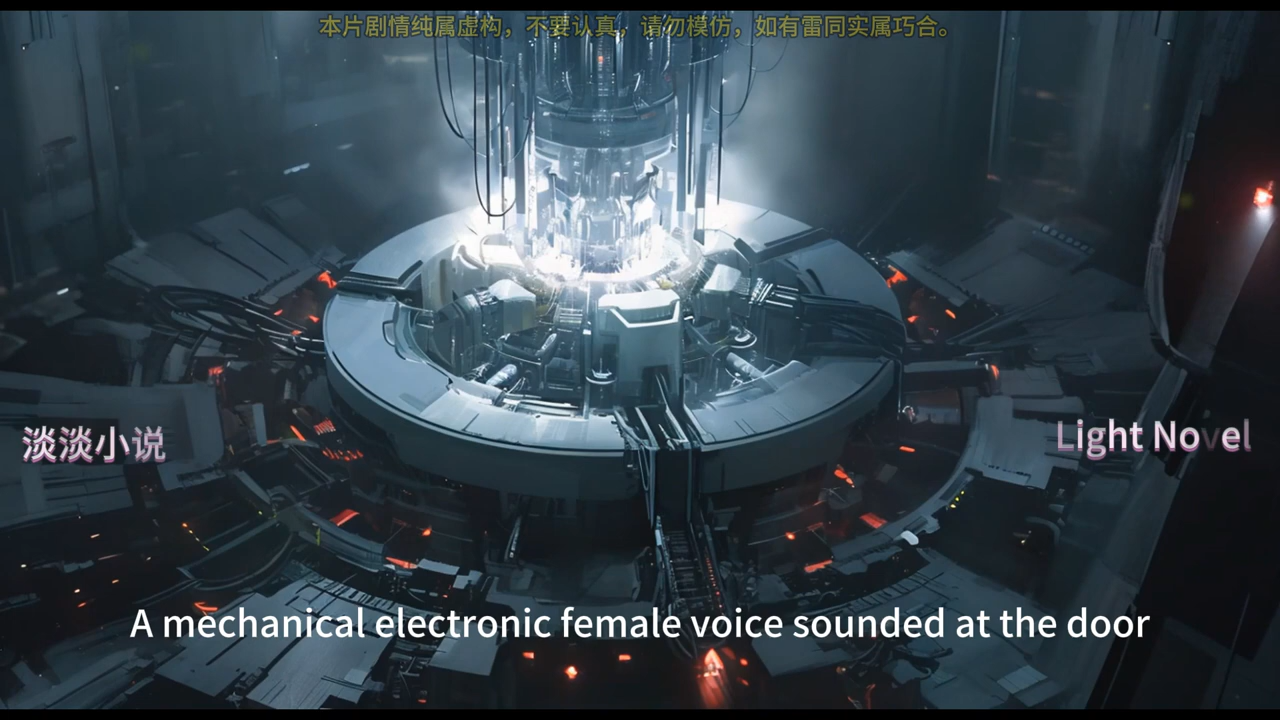 本片剧情纯属虚构，不要认真，请勿模仿，如有雷同实属巧合。
淡淡小说
Light Novel
A mechanical electronic female voice sounded at the door